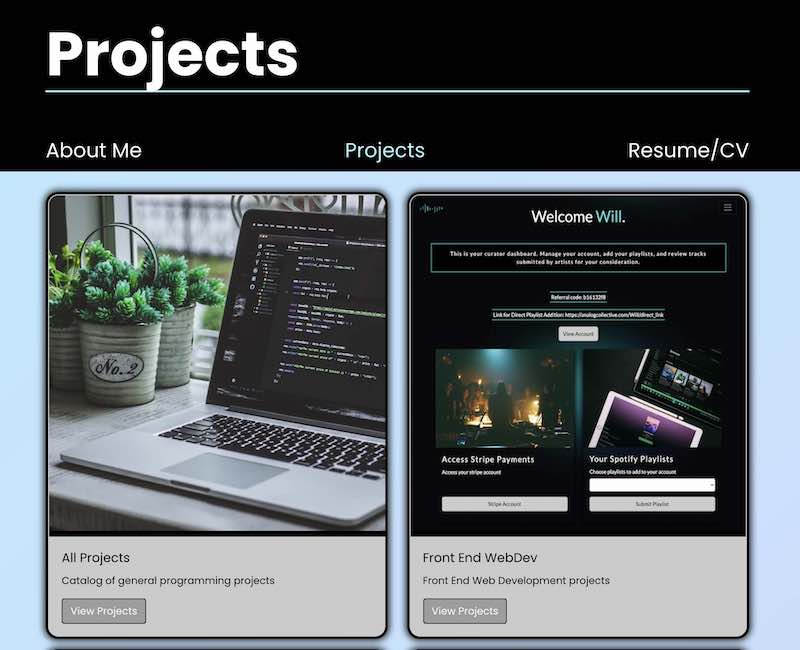 Projects
About Me
Projects
Resume/CV
No. 2
Welcome Will.
This is your curator dashboard. Manage your account, add your playlists, and review tracks
submitted by artists for your consideration.
Referral code: b16132f8
Link for Direct Playlist Addition: https://analogcollective.com/Will/direct_link
View Account
Access Stripe Payments
Access your stripe account
Stripe Account
Your Spotify Playlists
Choose playlists to add to your account
Submit Playlist
All Projects
Catalog of general programming projects
View Projects
Front End WebDev
Front End Web Development projects
View Projects